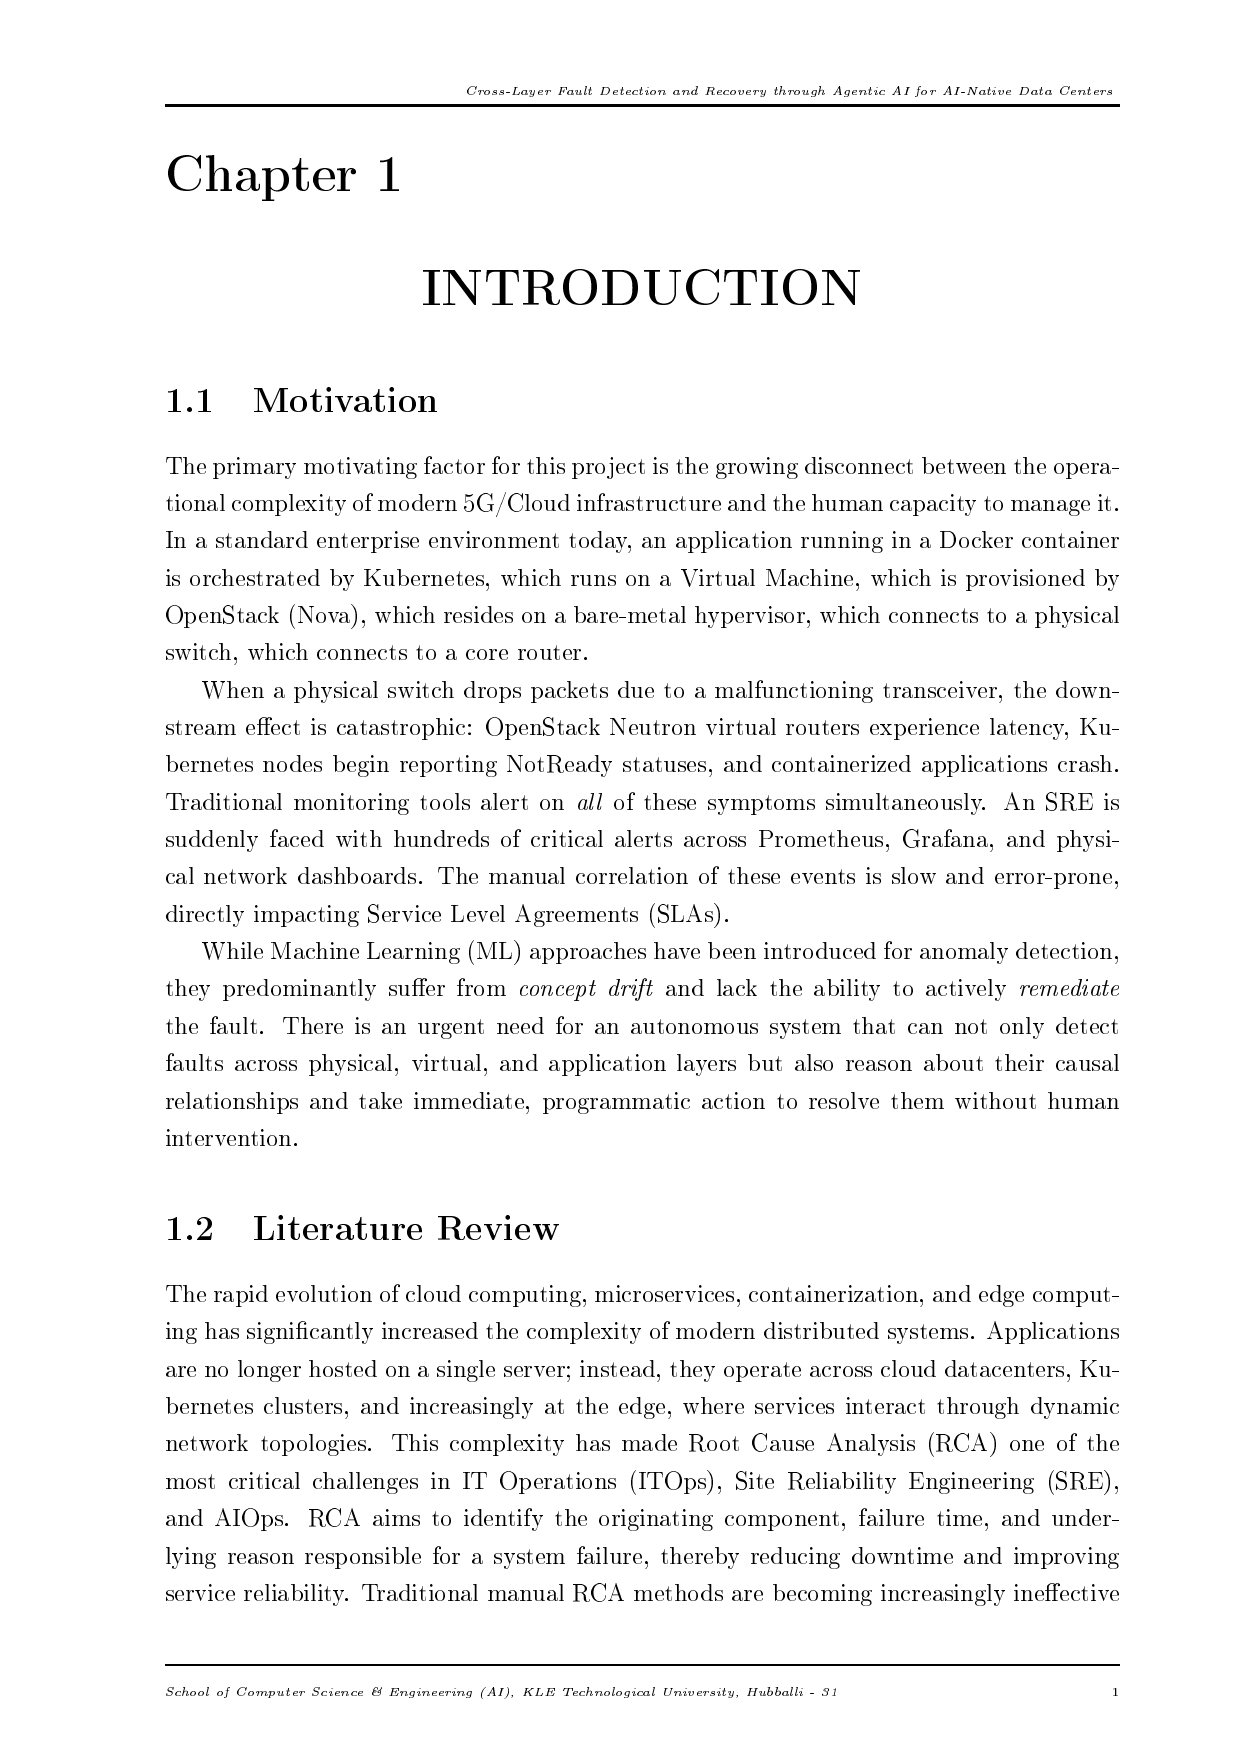 Cross-Layer Fault Detection and Recovery through Agentic AI for AI-Native Data Centers
Chapter 1
INTRODUCTION
1.1 Motivation
The primary motivating factor for this project is the growing disconnect between the opera-
tional complexity of modern 5G/Cloud infrastructure and the human capacity to manage it.
In a standard enterprise environment today, an application running in a Docker container
is orchestrated by Kubernetes, which runs on a Virtual Machine, which is provisioned by
OpenStack (Nova), which resides on a bare-metal hypervisor, which connects to a physical
switch, which connects to a core router.
When a physical switch drops packets due to a malfunctioning transceiver, the down-
stream effect is catastrophic: OpenStack Neutron virtual routers experience latency, Ku-
bernetes nodes begin reporting NotReady statuses, and containerized applications crash.
Traditional monitoring tools alert on all of these symptoms simultaneously. An SRE is
suddenly faced with hundreds of critical alerts across Prometheus, Grafana, and physi-
cal network dashboards. The manual correlation of these events is slow and error-prone,
directly impacting Service Level Agreements (SLAs).
While Machine Learning (ML) approaches have been introduced for anomaly detection,
they predominantly suffer from concept drift and lack the ability to actively remediate
the fault. There is an urgent need for an autonomous system that can not only detect
faults across physical, virtual, and application layers but also reason about their causal
relationships and take immediate, programmatic action to resolve them without human
intervention.
1.2 Literature Review
The rapid evolution of cloud computing, microservices, containerization, and edge comput-
ing has significantly increased the complexity of modern distributed systems. Applications
are no longer hosted on a single server; instead, they operate across cloud datacenters, Ku-
bernetes clusters, and increasingly at the edge, where services interact through dynamic
network topologies. This complexity has made Root Cause Analysis (RCA) one of the
most critical challenges in IT Operations (ITOps), Site Reliability Engineering (SRE),
and AIOps. RCA aims to identify the originating component, failure time, and under-
lying reason responsible for a system failure, thereby reducing downtime and improving
service reliability. Traditional manual RCA methods are becoming increasingly ineffective
School of Computer Science & Engineering (AI), KLE Technological University, Hubballi - 31 1